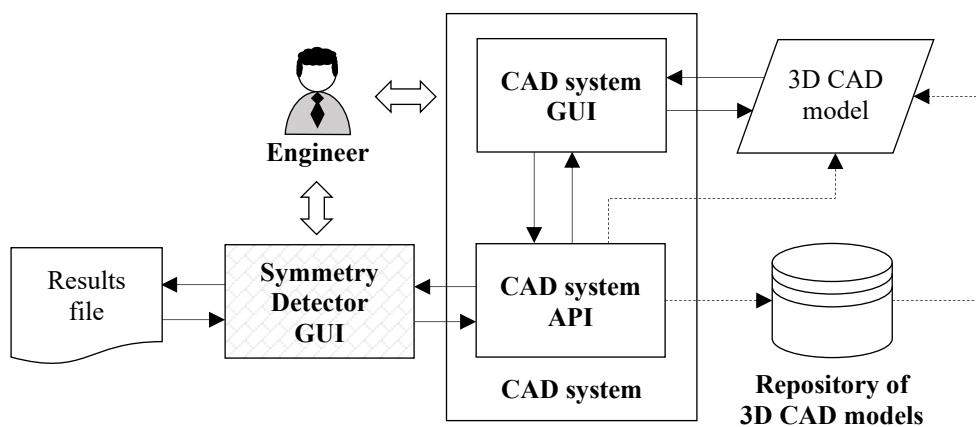 CAD system
GUI
3D CAD
model
Engineer
Results
file
Symmetry
Detector
GUI
CAD system
API
CAD system
Repository of
3D CAD models